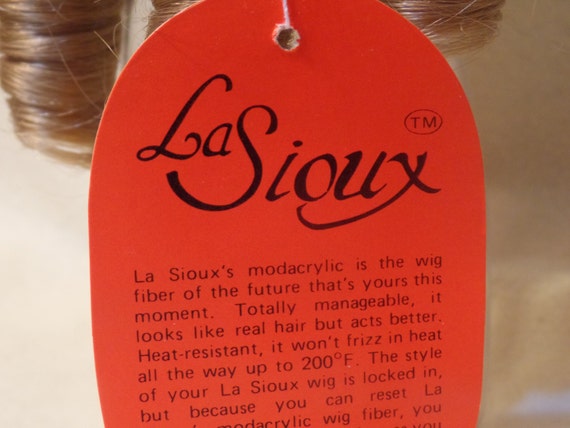 La Sioux TM
La Sioux's modacrylic is the wig
fiber of the future that's yours this
moment. Totally manageable, it
looks like real hair but acts better.
Heat-resistant, it won't frizz in heat
all the way up to 200°F. The style
of your La Sioux wig is locked in,
but because you can reset La
modacrylic wig fiber, you
you